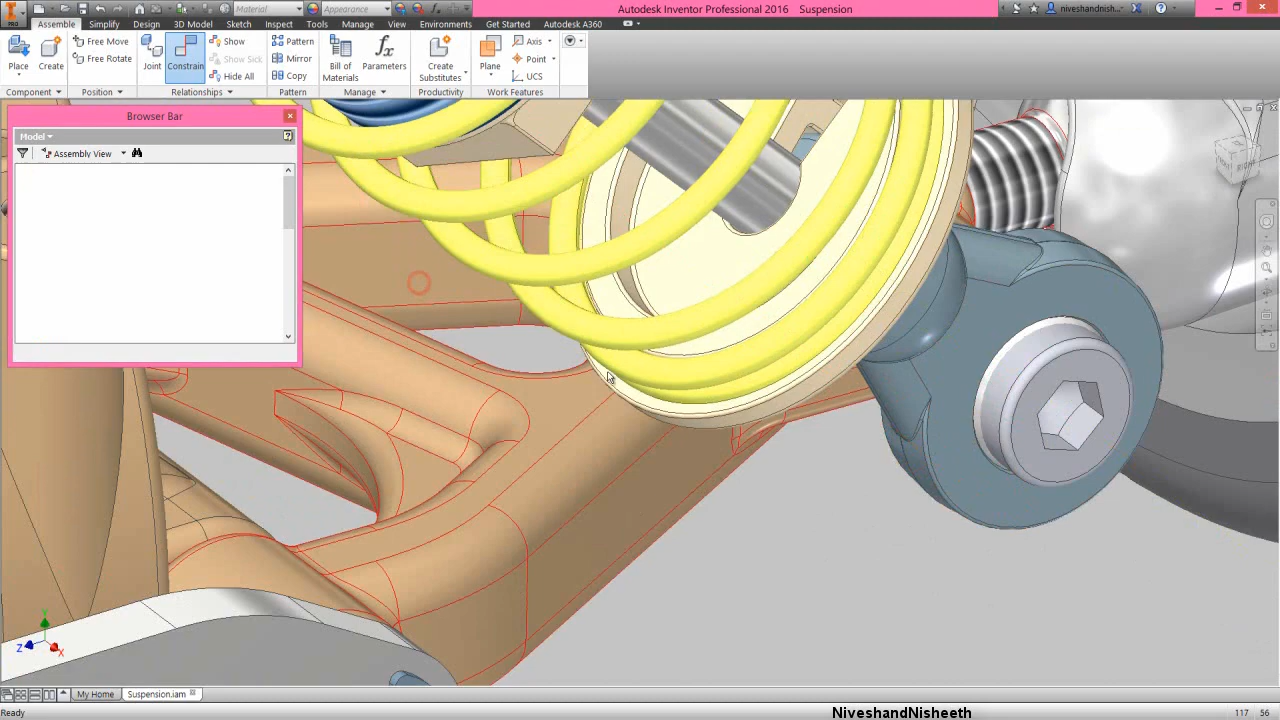 Material
Appearance
Autodesk Inventor Professional 2016 Suspension
niveshandnish...
PRO
Assemble Simplify Design 3D Model Sketch Inspect Tools Manage View Environments Get Started Autodesk A360
Place
Create
Free Move
Free Rotate
Joint
Constrain
Show
Show Sick
Hide All
Pattern
Mirror
Copy
Bill of
Materials
fx
Parameters
Create
Substitutes
Plane
Axis
Point
UCS
Component Position Relationships Pattern Manage Productivity Work Features
Browser Bar
Model
Assembly View
Y
Z
X
My Home Suspension.iam
Ready
NiveshandNisheeth
117 56